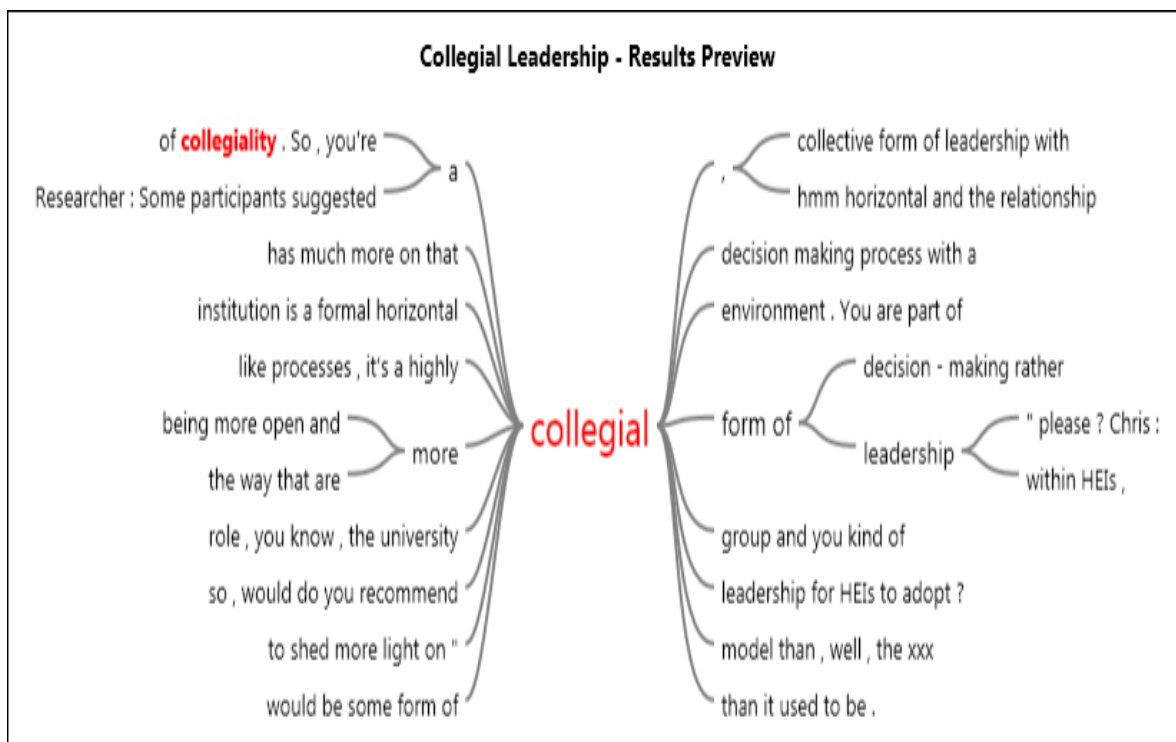 Collegial Leadership - Results Preview
of collegiality . So , you're
Researcher : Some participants suggested
a
has much more on that
institution is a formal horizontal
like processes , it's a highly
being more open and
the way that are
more
role , you know , the university
so , would do you recommend
to shed more light on "
would be some form of
collegial
,
collective form of leadership with
hmm horizontal and the relationship
decision making process with a
environment . You are part of
form of
decision - making rather
leadership
" please ? Chris :
within HEIs ,
group and you kind of
leadership for HEIs to adopt ?
model than , well , the xxx
than it used to be .